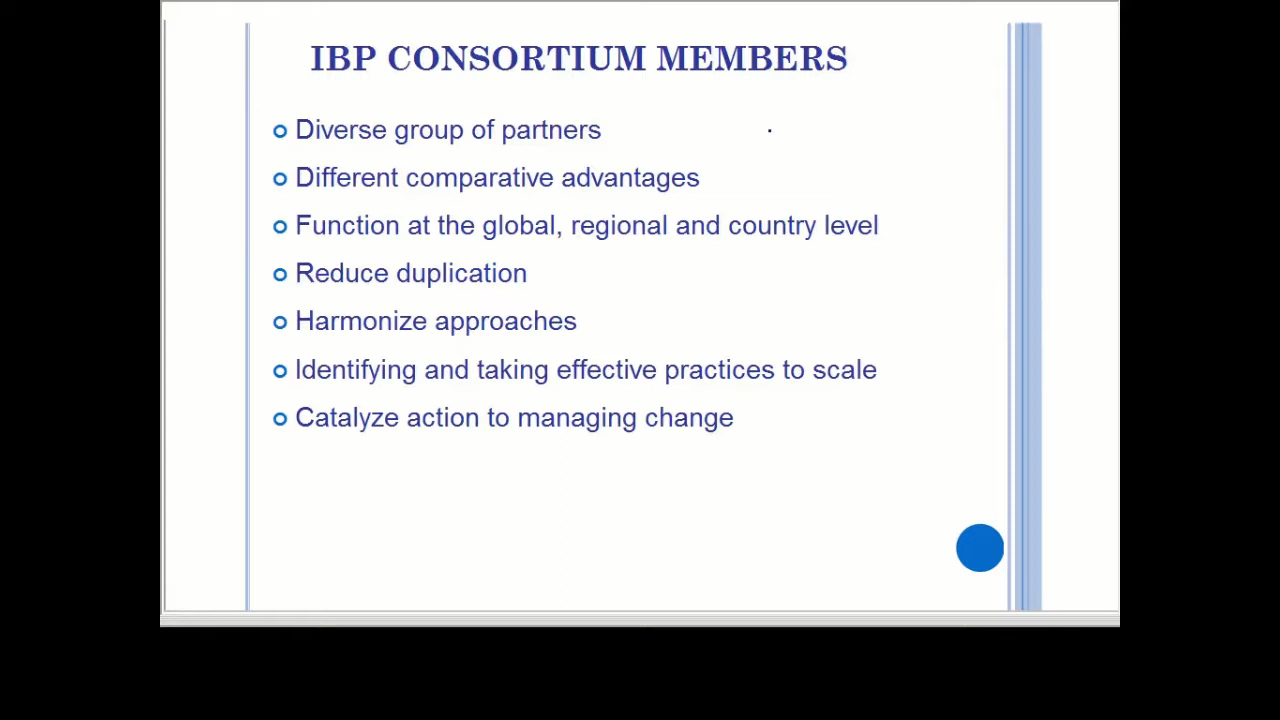 IBP CONSORTIUM MEMBERS
Diverse group of partners
Different comparative advantages
Function at the global, regional and country level
Reduce duplication
Harmonize approaches
Identifying and taking effective practices to scale
Catalyze action to managing change